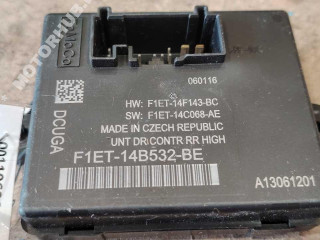 MOTORHUB
060116
HW: F1ET-14F143-BC
SW: F1ET-14C068-AE
MADE IN CZECH REPUBLIC
UNT DR/CONTR RR HIGH
F1ET-14B532-BE
DCUGA
A13061201